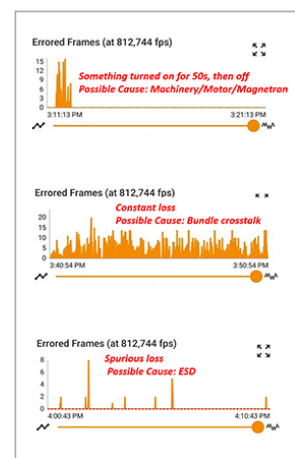 Errored Frames (at 812,744 fps)
15
12
9
6
3
0
Something turned on for 50s, then off
Possible Cause: Machinery/Motor/Magnetron
3:11:13 PM
3:21:13 PM
Errored Frames (at 812,744 fps)
20
15
10
5
0
Constant loss
Possible Cause: Bundle crosstalk
3:40:54 PM
3:50:54 PM
Errored Frames (at 812,744 fps)
8
6
4
2
0
Spurious loss
Possible Cause: ESD
4:00:43 PM
4:10:43 PM